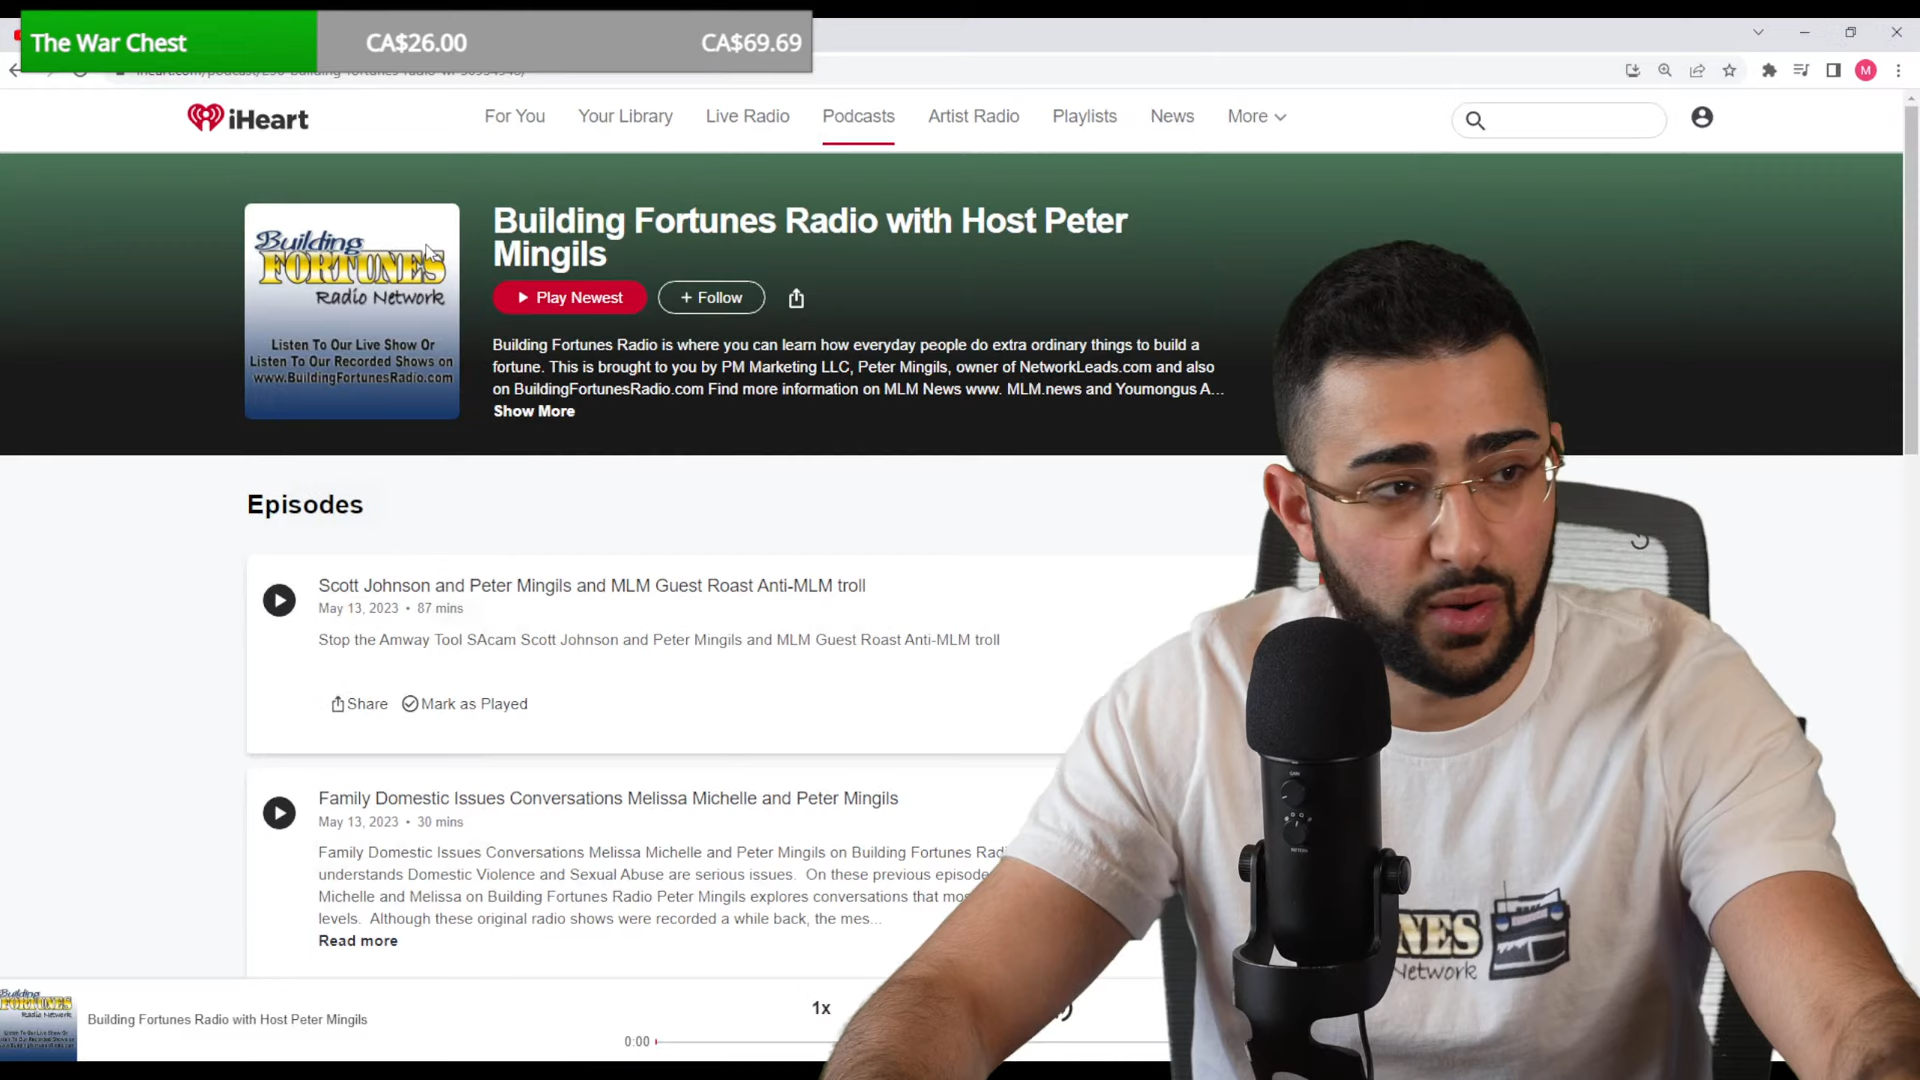 The War Chest CA$26.00 CA$69.69
M
iHeart For You Your Library Live Radio Podcasts Artist Radio Playlists News More
Building
FORTUNES
Radio Network
Listen To Our Live Show Or
Listen To Our Recorded Shows on
www.BuildingFortunesRadio.com
Building Fortunes Radio with Host Peter
Mingils
Play Newest + Follow
Building Fortunes Radio is where you can learn how everyday people do extra ordinary things to build a
fortune. This is brought to you by PM Marketing LLC, Peter Mingils, owner of NetworkLeads.com and also
on BuildingFortunesRadio.com Find more information on MLM News www. MLM.news and Youmongus A...
Show More
Episodes
Scott Johnson and Peter Mingils and MLM Guest Roast Anti-MLM troll
May 13, 2023 • 87 mins
Stop the Amway Tool SAcam Scott Johnson and Peter Mingils and MLM Guest Roast Anti-MLM troll
Share Mark as Played
Family Domestic Issues Conversations Melissa Michelle and Peter Mingils
May 13, 2023 • 30 mins
Family Domestic Issues Conversations Melissa Michelle and Peter Mingils on Building Fortunes Rad
understands Domestic Violence and Sexual Abuse are serious issues. On these previous episode
Michelle and Melissa on Building Fortunes Radio Peter Mingils explores conversations that mos
levels. Although these original radio shows were recorded a while back, the mes...
Read more
Building
FORTUNES
Radio Network
Building Fortunes Radio with Host Peter Mingils
1x
0:00
GAIN
PATTERN
NES
Network